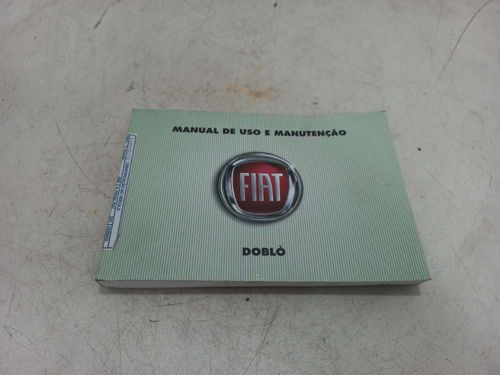 MANUAL DE USO E MANUTENÇÃO
FIAT
DOBLÒ